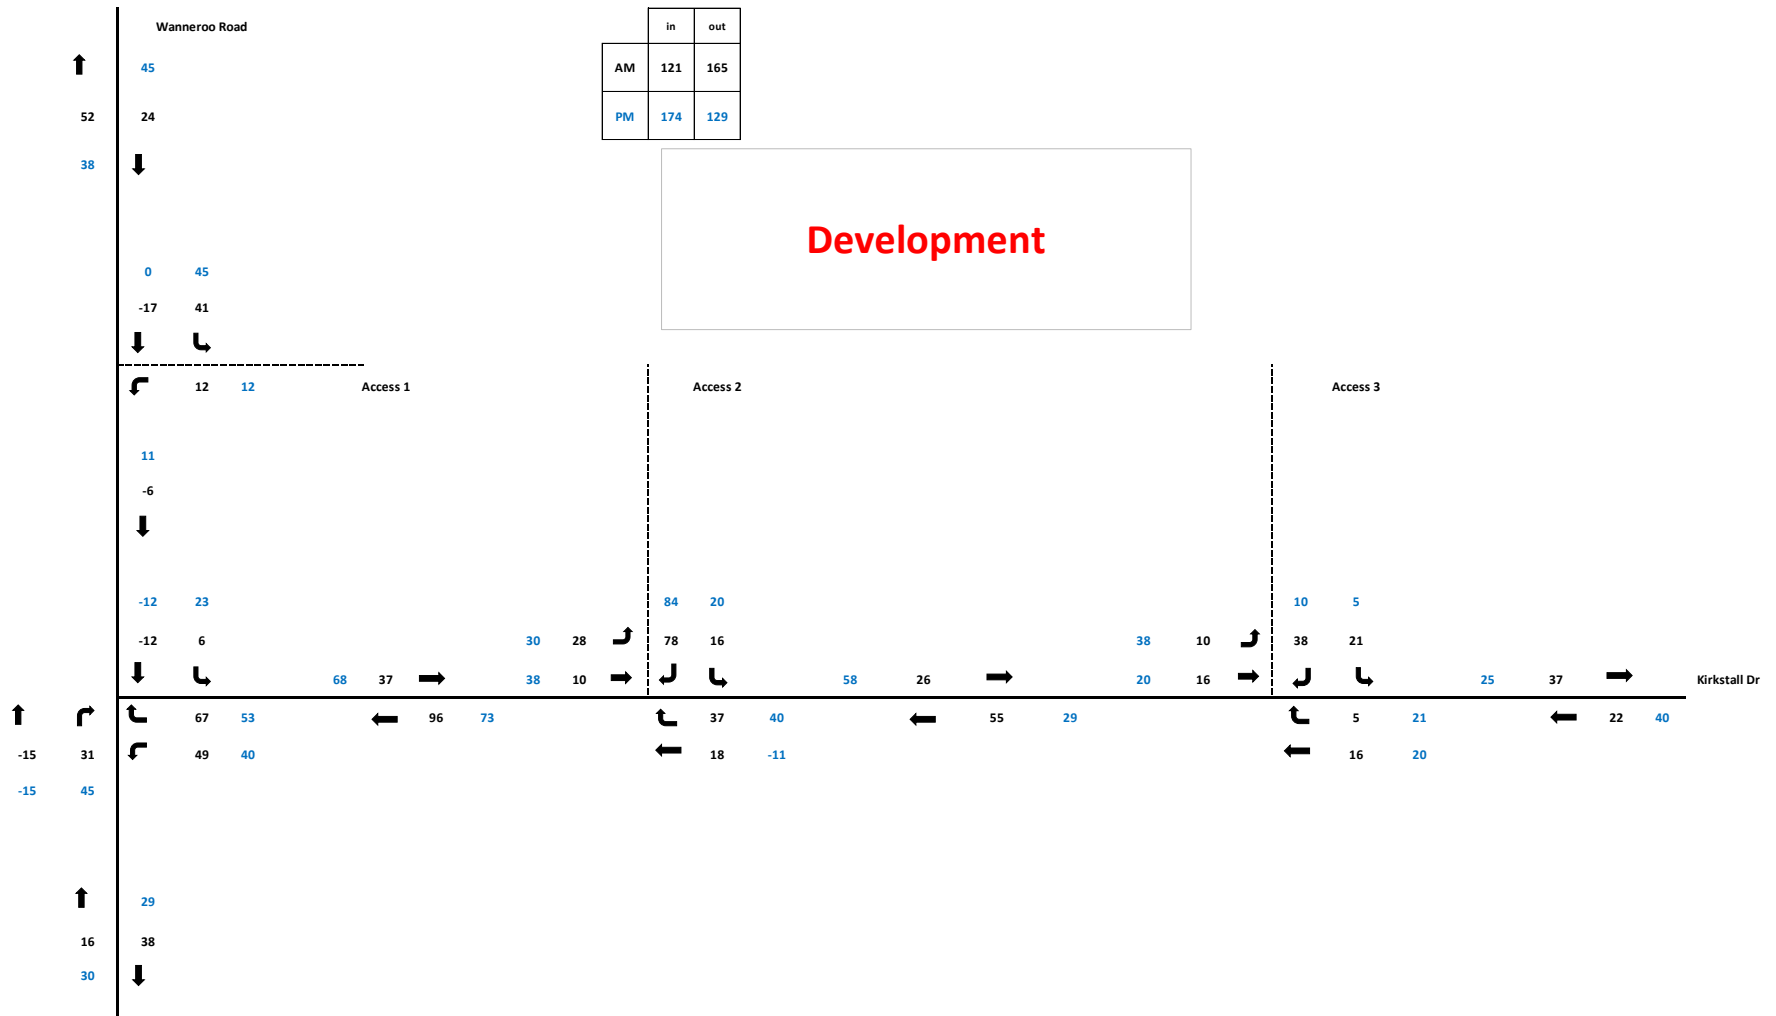 Wanneroo Road
in out
45
AM 121 165
52 24
PM 174 129
38
Development
0 45
-17 41
12 12 Access 1 Access 2 Access 3
11
-6
-12 23 84 20 10 5
-12 6 30 28 78 16 38 10 38 21
68 37 38 10 58 26 20 16 25 37 Kirkstall Dr
67 53 96 73 37 40 55 29 5 21 22 40
-15 31 49 40 18 -11 16 20
-15 45
29
16 38
30